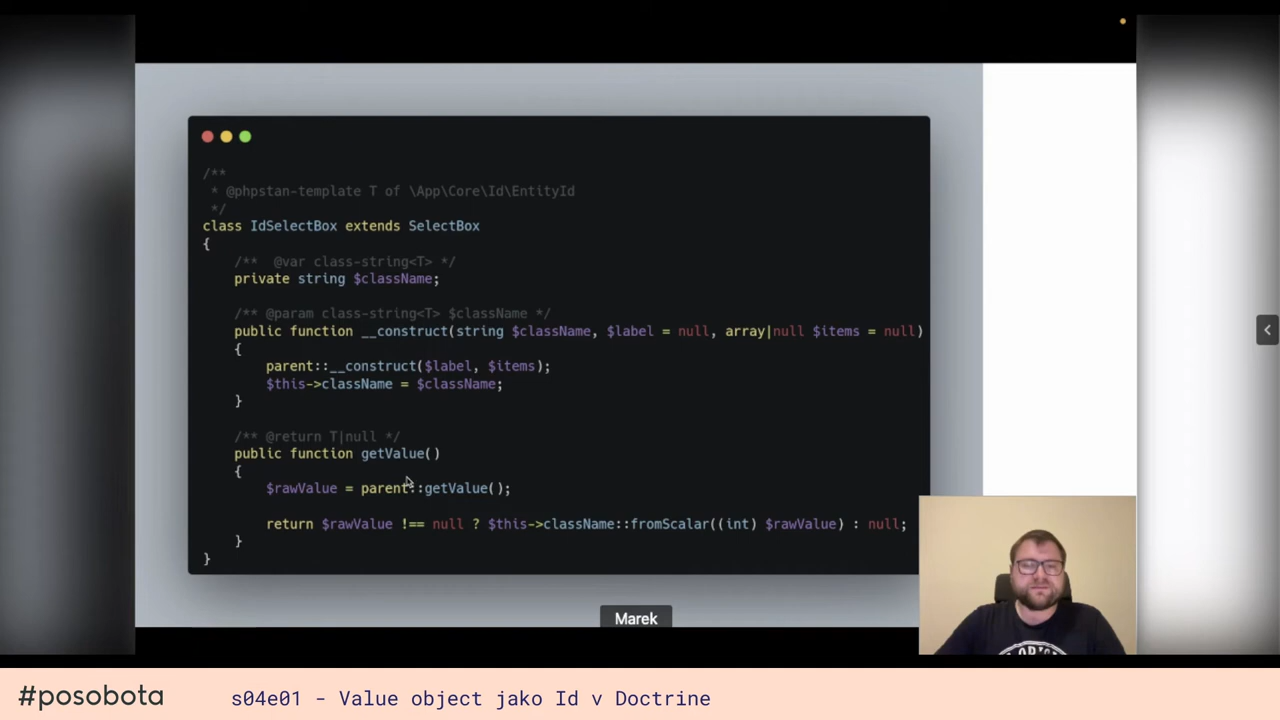 /**
 * @phpstan-template T of \App\Core\Id\EntityId
 */
class IdSelectBox extends SelectBox
{
    /**  @var class-string<T> */
    private string $className;

    /** @param class-string<T> $className */
    public function __construct(string $className, $label = null, array|null $items = null)
    {
        parent::__construct($label, $items);
        $this->className = $className;
    }

    /** @return T|null */
    public function getValue()
    {
        $rawValue = parent::getValue();

        return $rawValue !== null ? $this->className::fromScalar((int) $rawValue) : null;
    }
}
Marek
#posobota
s04e01 - Value object jako Id v Doctrine